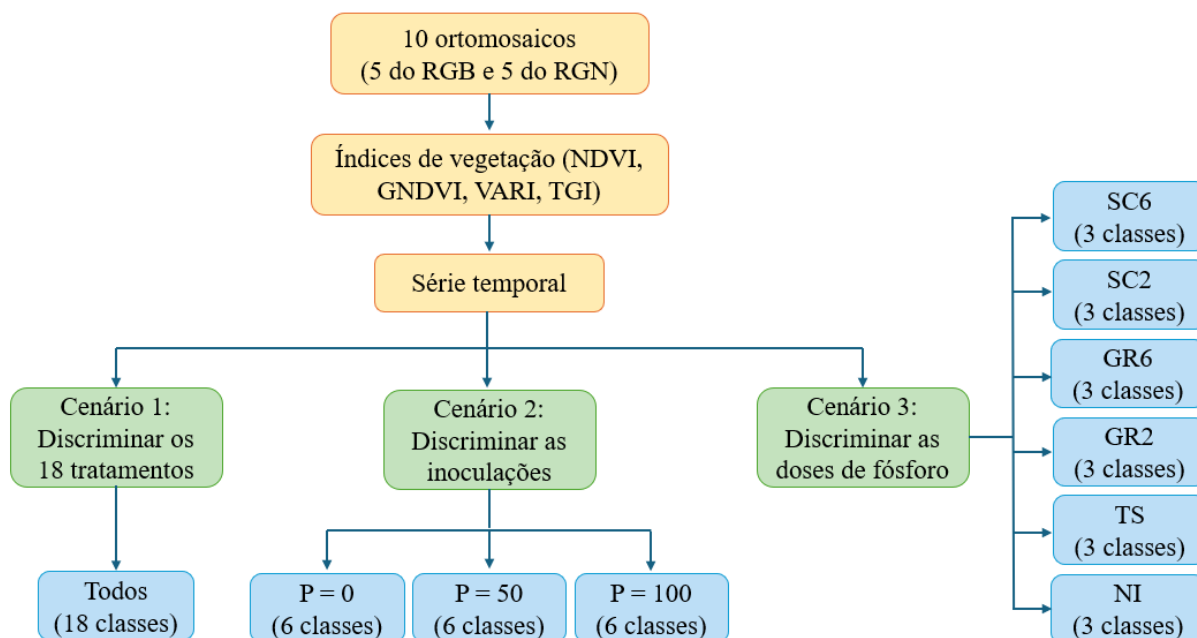 10 ortomosaicos
(5 do RGB e 5 do RGN)
Índices de vegetação (NDVI,
GNDVI, VARI, TGI)
Série temporal
Cenário 1:
Discriminar os
18 tratamentos
Cenário 2:
Discriminar as
inoculações
Cenário 3:
Discriminar as
doses de fósforo
Todos
(18 classes)
P = 0
(6 classes)
P = 50
(6 classes)
P = 100
(6 classes)
SC6
(3 classes)
SC2
(3 classes)
GR6
(3 classes)
GR2
(3 classes)
TS
(3 classes)
NI
(3 classes)